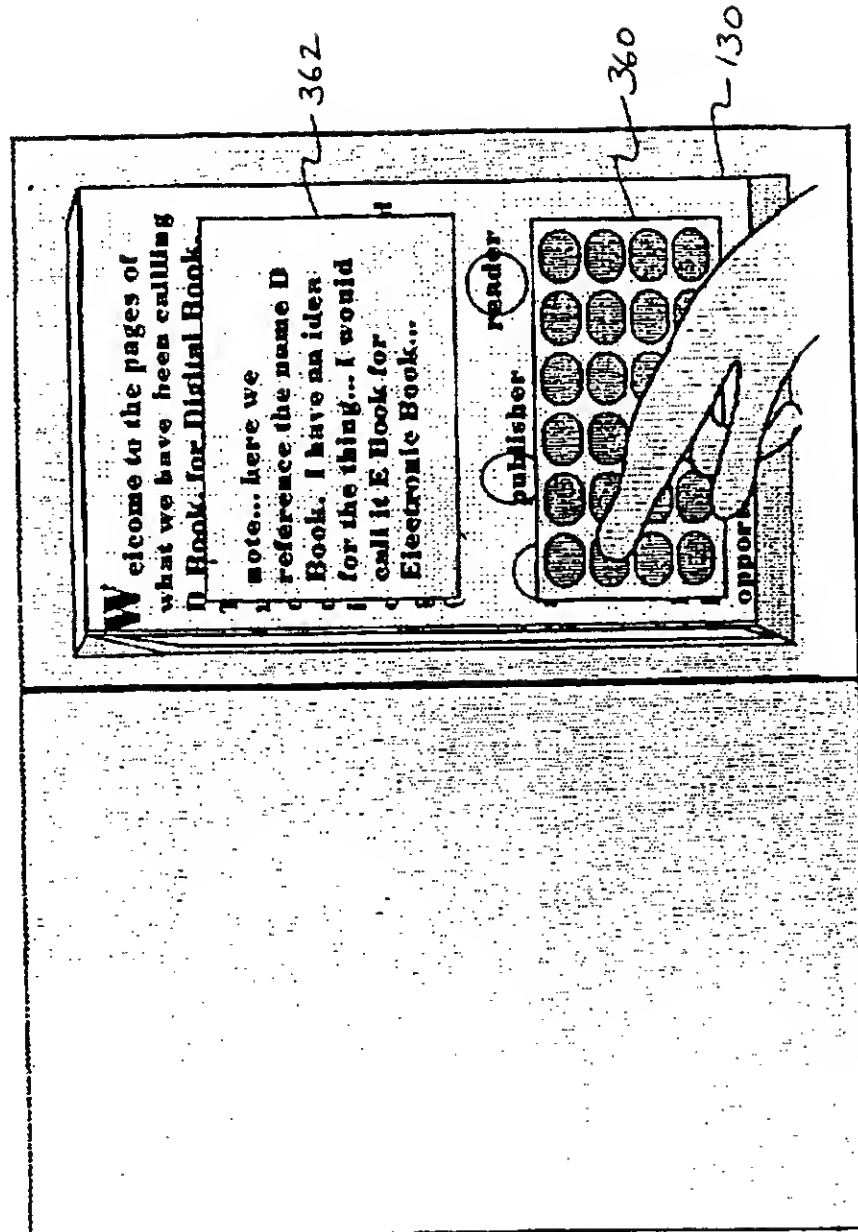 Welcome to the pages of
what we have been callling
D Book, for Digital Book.
note... here we
reference the name D
Book. I have an idea
for the thing... I would
call it E Book for
Electronic Book...
publisher reader
opport
362
360
130